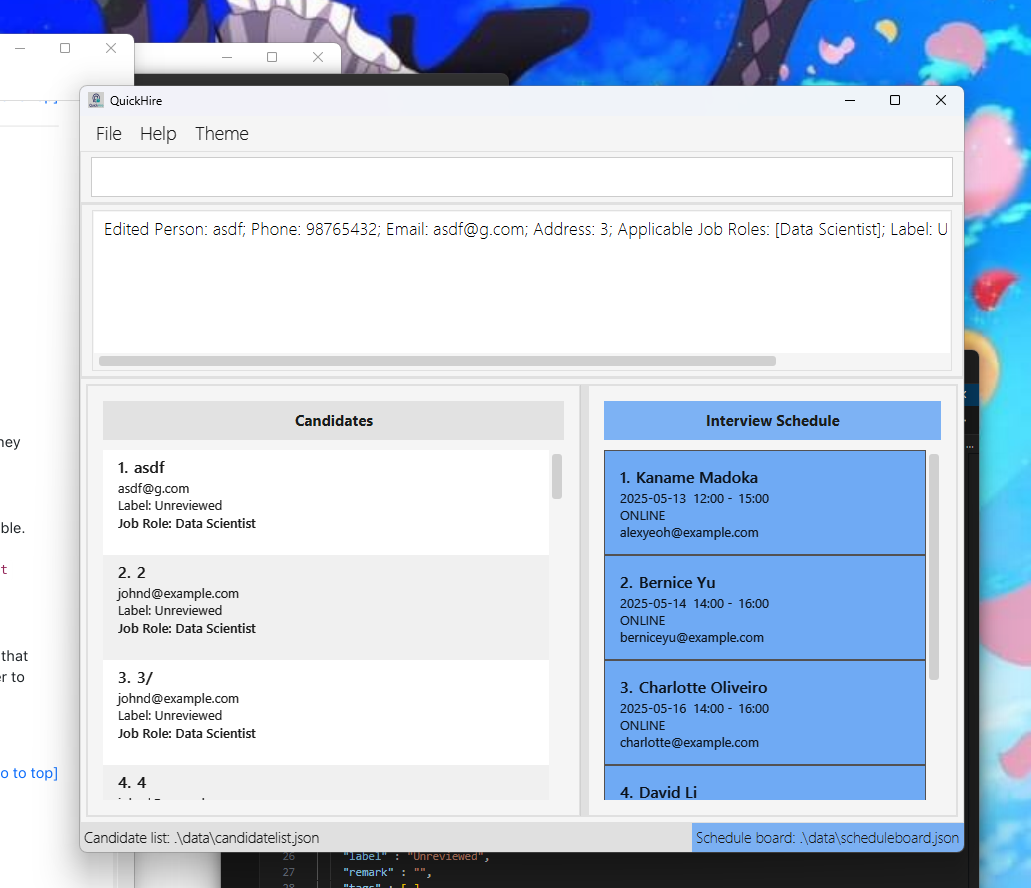 QuickHire
File Help Theme
Edited Person: asdf; Phone: 98765432; Email: asdf@g.com; Address: 3; Applicable Job Roles: [Data Scientist]; Label: U
Candidates
1. asdf
asdf@g.com
Label: Unreviewed
Job Role: Data Scientist
2. 2
johnd@example.com
Label: Unreviewed
Job Role: Data Scientist
3. 3/
johnd@example.com
Label: Unreviewed
Job Role: Data Scientist
4. 4
Interview Schedule
1. Kaname Madoka
2025-05-13 12:00 - 15:00
ONLINE
alexyeoh@example.com
2. Bernice Yu
2025-05-14 14:00 - 16:00
ONLINE
berniceyu@example.com
3. Charlotte Oliveiro
2025-05-16 14:00 - 16:00
ONLINE
charlotte@example.com
4. David Li
Candidate list: .\data\candidatelist.json
Schedule board: .\data\scheduleboard.json
ney
ble.
t
that
r to
o to top]
26 "label" : "Unreviewed",
27 "remark" : "",